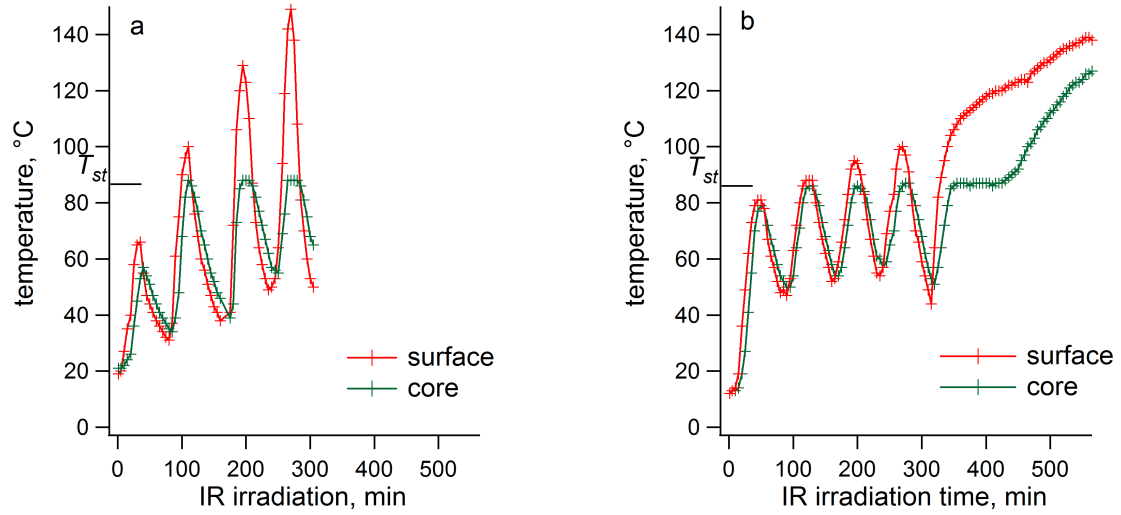 a
140
120
100
80
60
40
20
0
T_st
temperature, °C
surface
core
0 100 200 300 400 500
IR irradiation, min
b
140
120
100
80
60
40
20
0
T_st
temperature, °C
surface
core
0 100 200 300 400 500
IR irradiation time, min